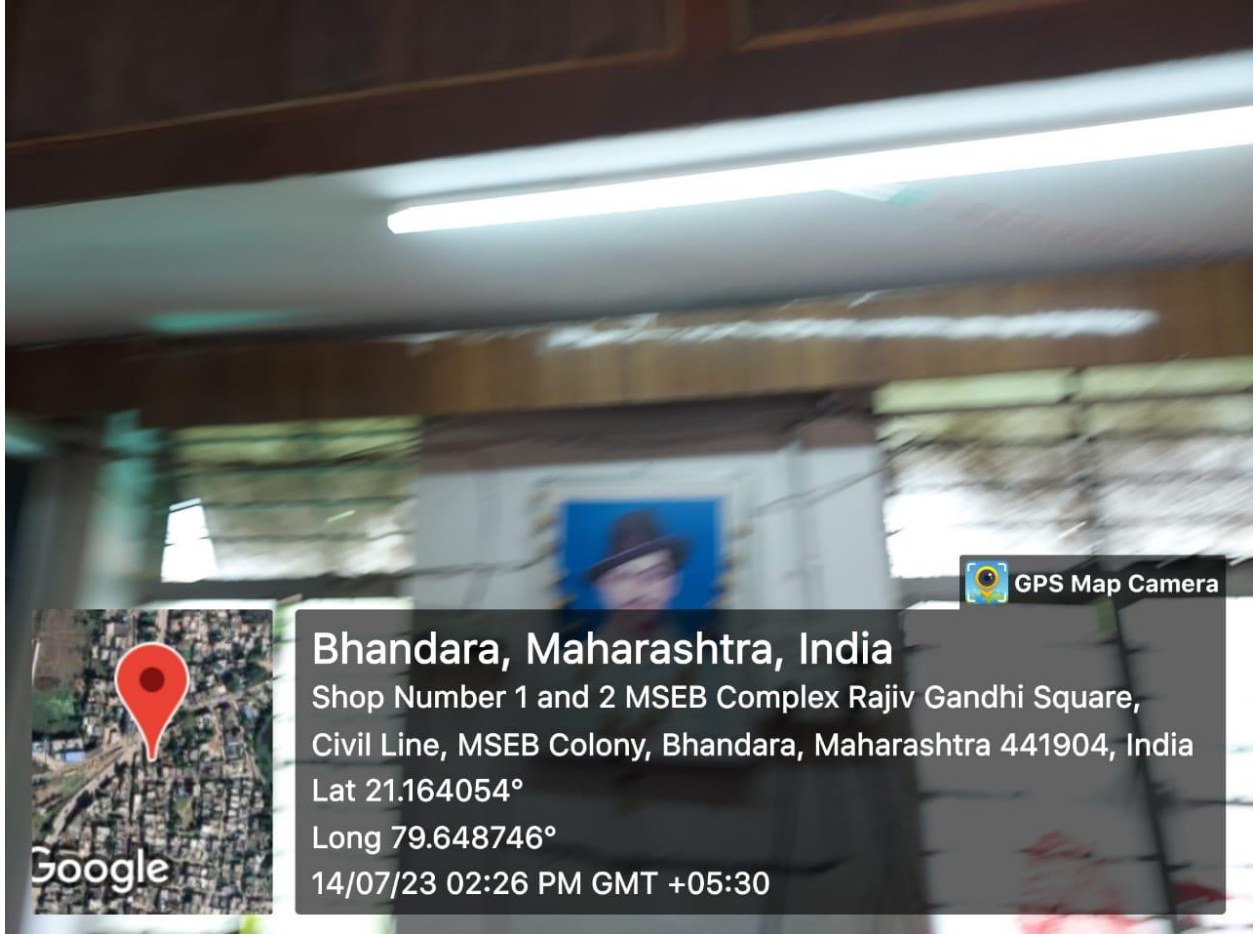 GPS Map Camera
Bhandara, Maharashtra, India
Shop Number 1 and 2 MSEB Complex Rajiv Gandhi Square,
Civil Line, MSEB Colony, Bhandara, Maharashtra 441904, India
Lat 21.164054°
Long 79.648746°
14/07/23 02:26 PM GMT +05:30
Google